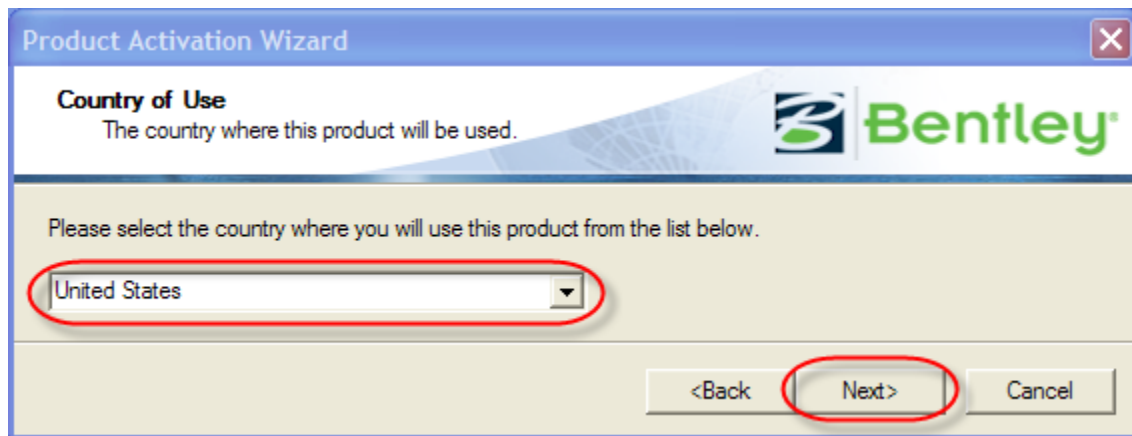 Product Activation Wizard
Country of Use
The country where this product will be used.
Bentley®
Please select the country where you will use this product from the list below.
United States
<Back
Next>
Cancel